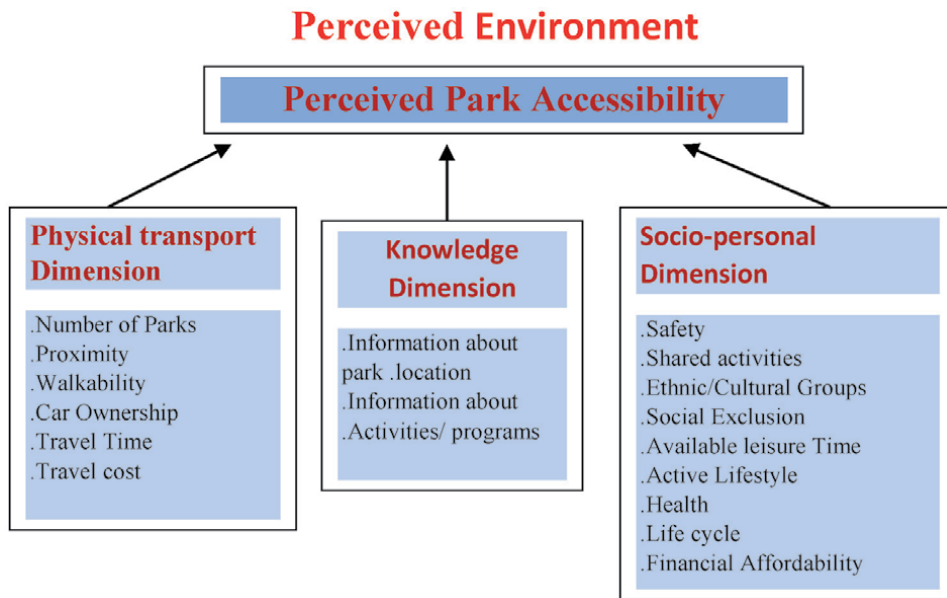 Perceived Environment
Perceived Park Accessibility
Physical transport
Dimension
.Number of Parks
.Proximity
.Walkability
.Car Ownership
.Travel Time
.Travel cost
Knowledge
Dimension
.Information about
park .location
.Information about
.Activities/ programs
Socio-personal
Dimension
.Safety
.Shared activities
.Ethnic/Cultural Groups
.Social Exclusion
.Available leisure Time
.Active Lifestyle
.Health
.Life cycle
.Financial Affordability